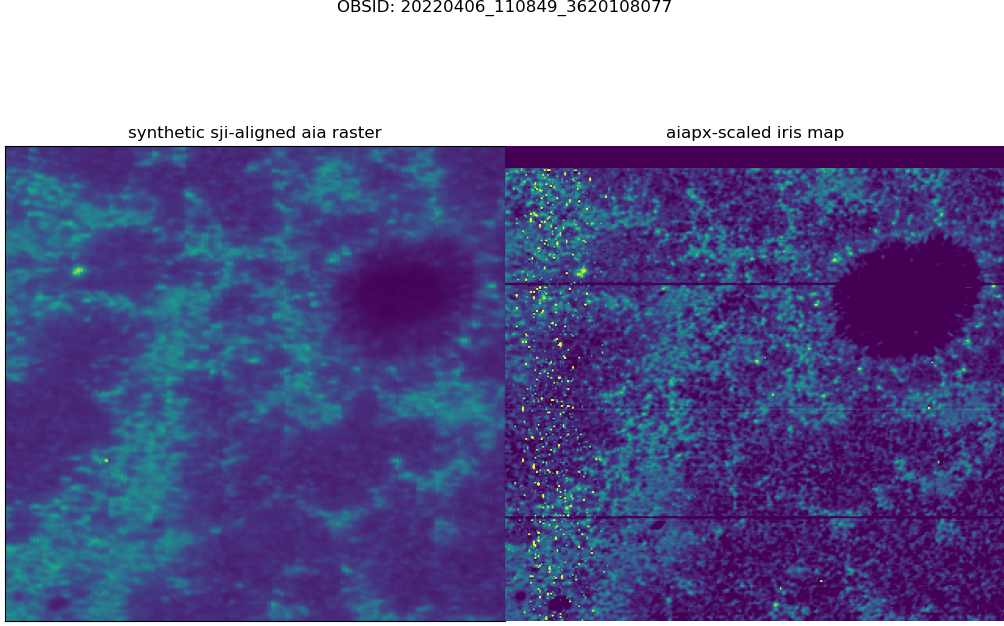 OBSID: 20220406_110849_3620108077
synthetic sji-aligned aia raster
aiapx-scaled iris map